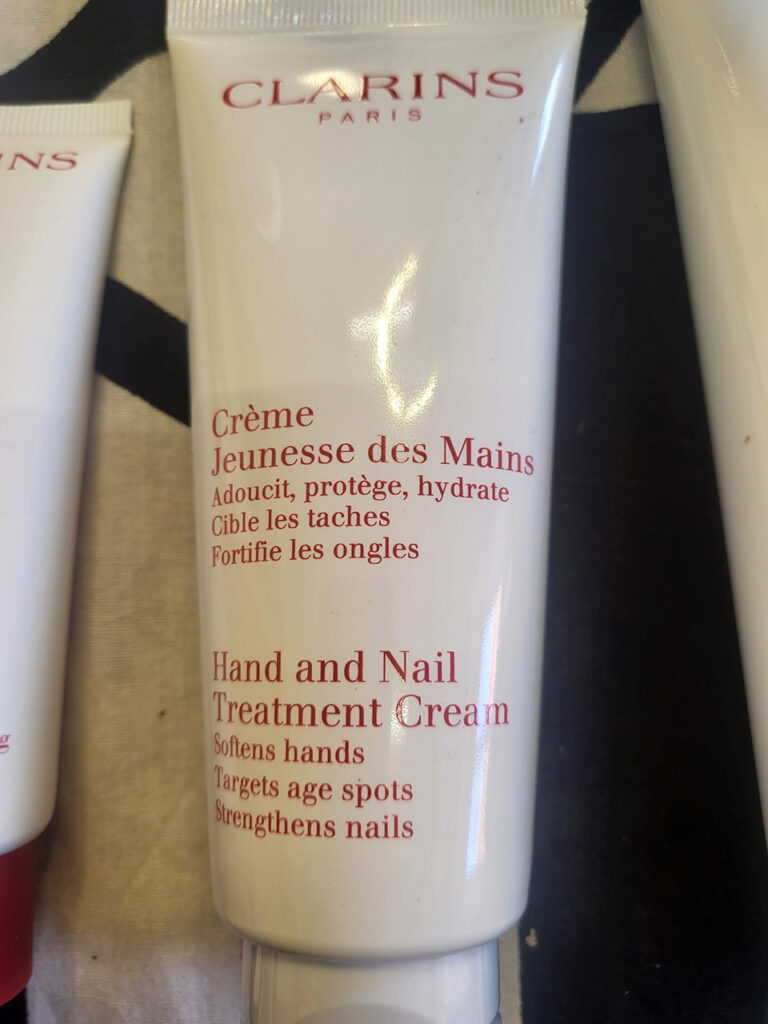 CLARINS
PARIS
Crème
Jeunesse des Mains
Adoucit, protège, hydrate
Cible les taches
Fortifie les ongles
Hand and Nail
Treatment Cream
Softens hands
Targets age spots
Strengthens nails